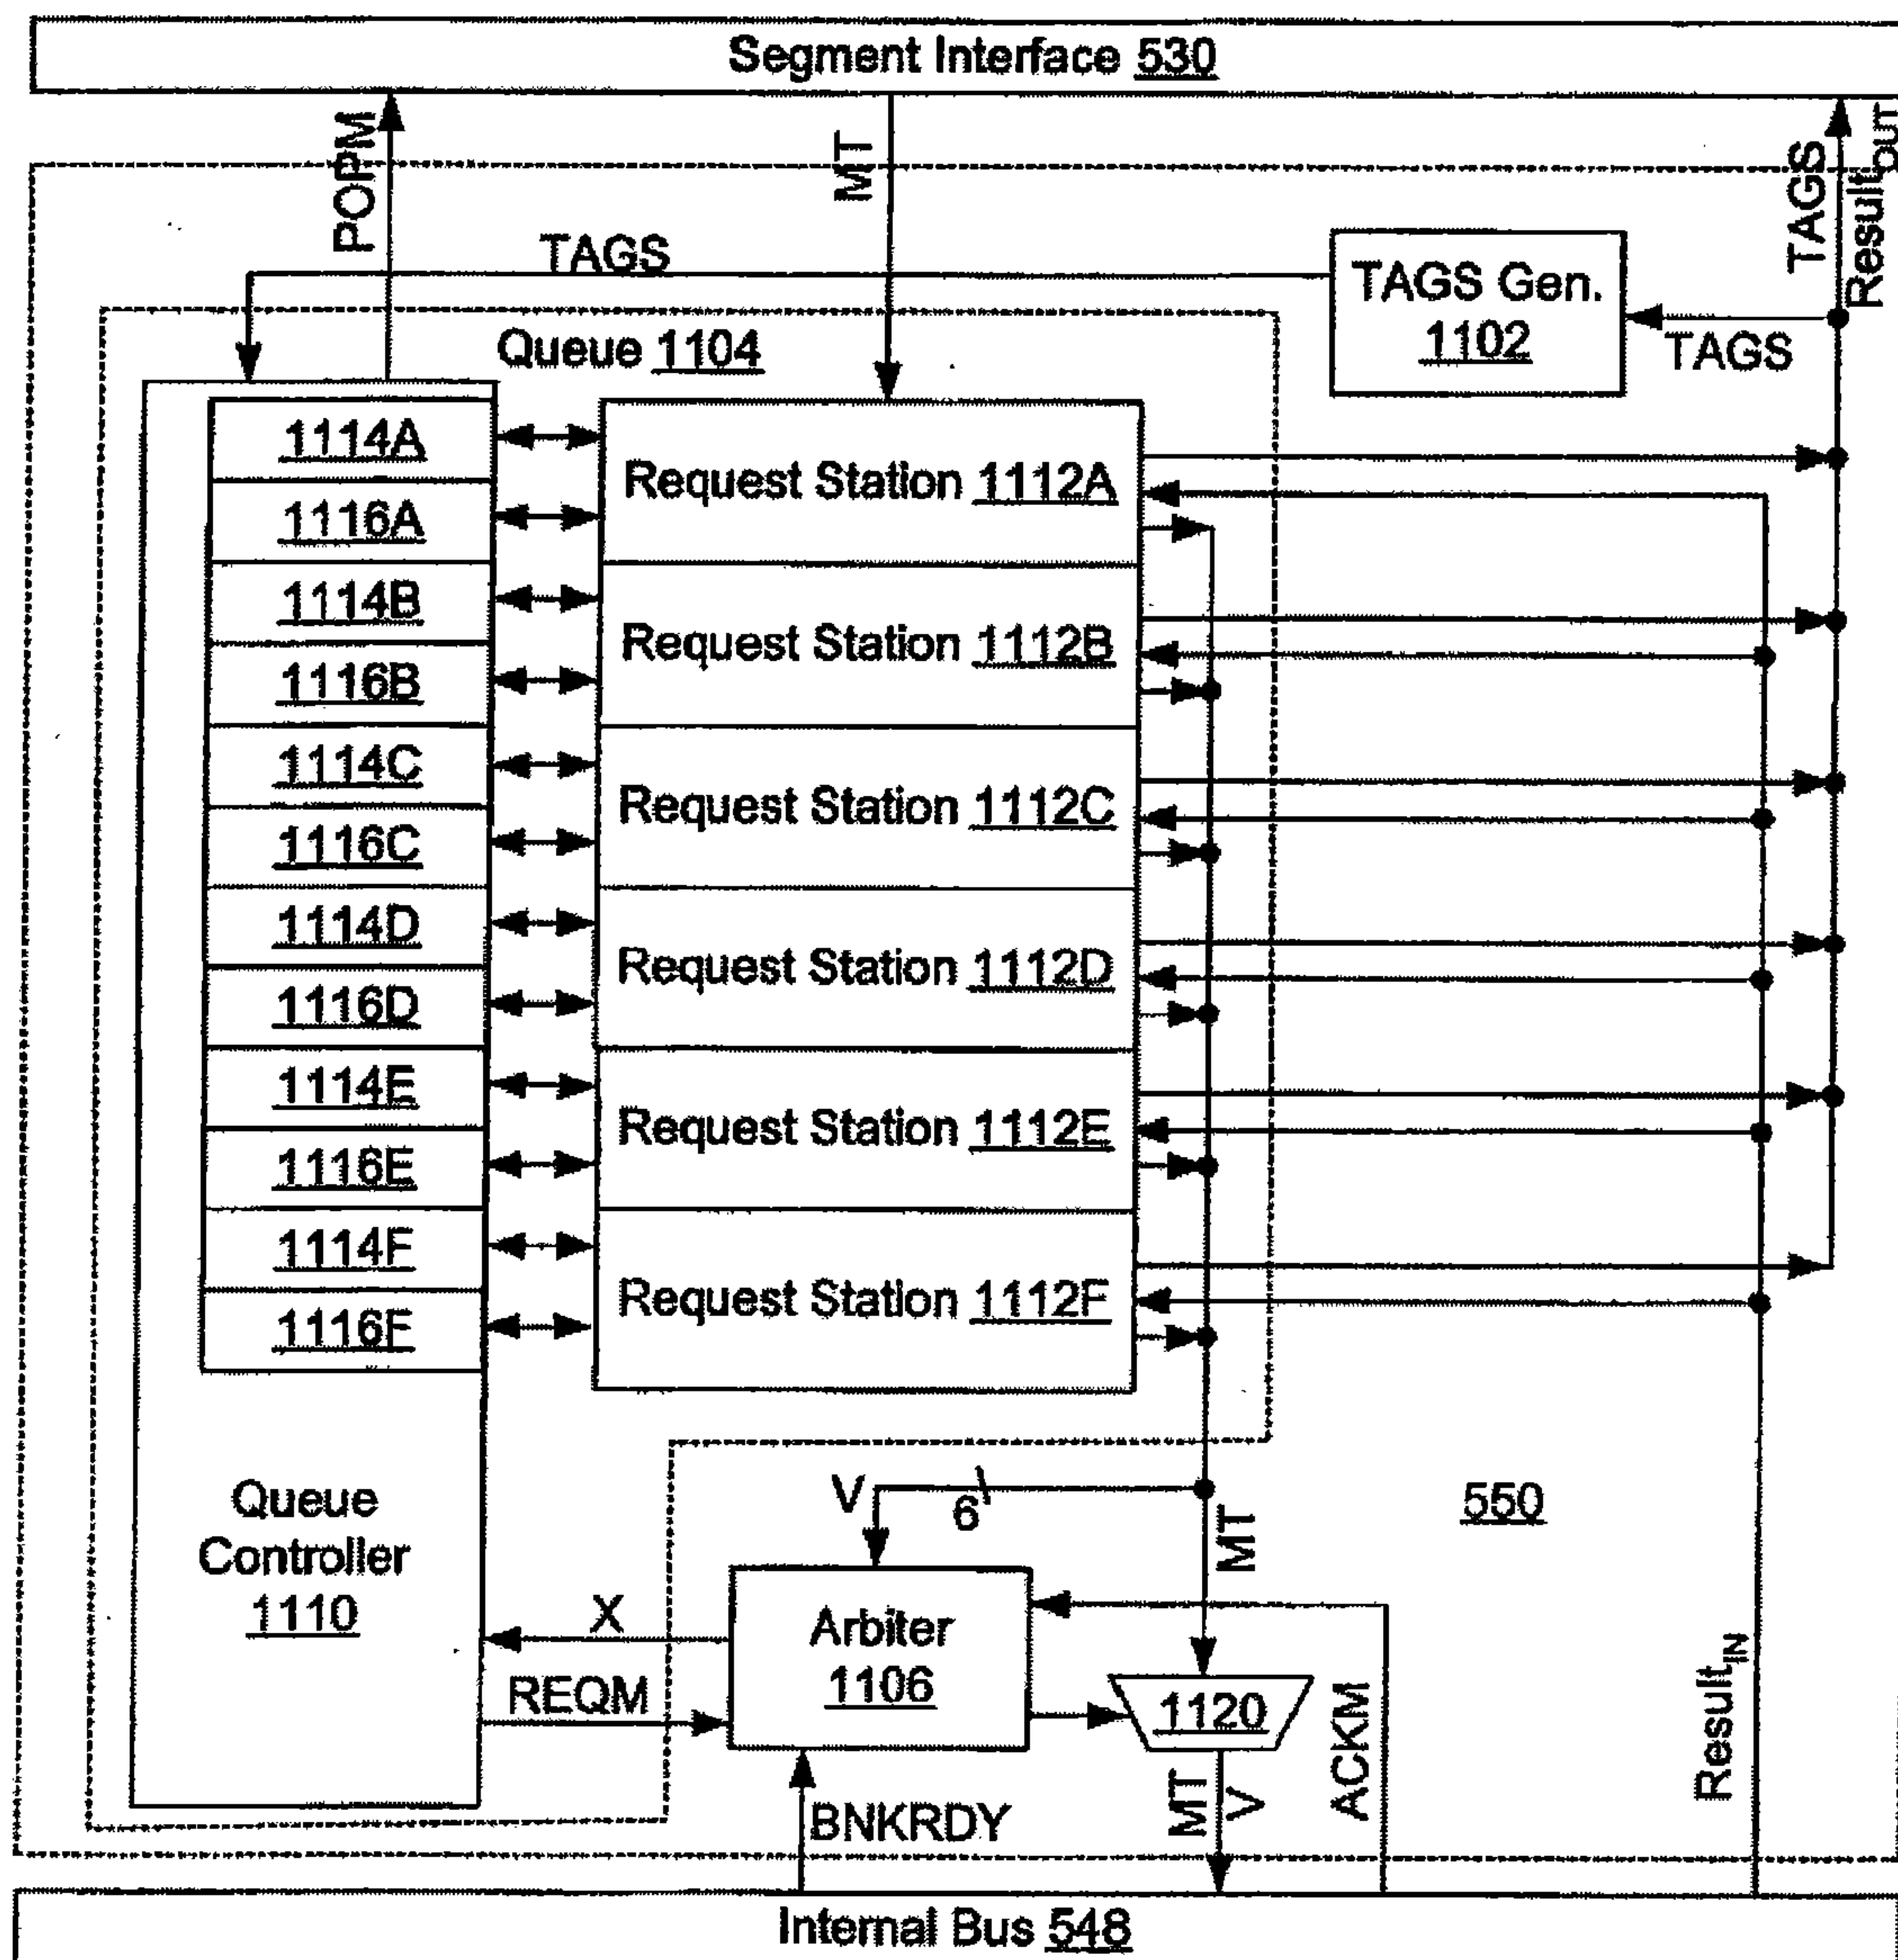 Segment Interface 530
POPM
MT
TAGS
Result OUT
TAGS
TAGS Gen.
1102
TAGS
Queue 1104
1114A
1116A
1114B
1116B
1114C
1116C
1114D
1116D
1114E
1116E
1114F
1116F
Request Station 1112A
Request Station 1112B
Request Station 1112C
Request Station 1112D
Request Station 1112E
Request Station 1112F
Queue
Controller
1110
V
6
MT
550
X
REQM
Arbiter
1106
1120
ACKM
Result IN
BNKRDY
MT
V
Internal Bus 548